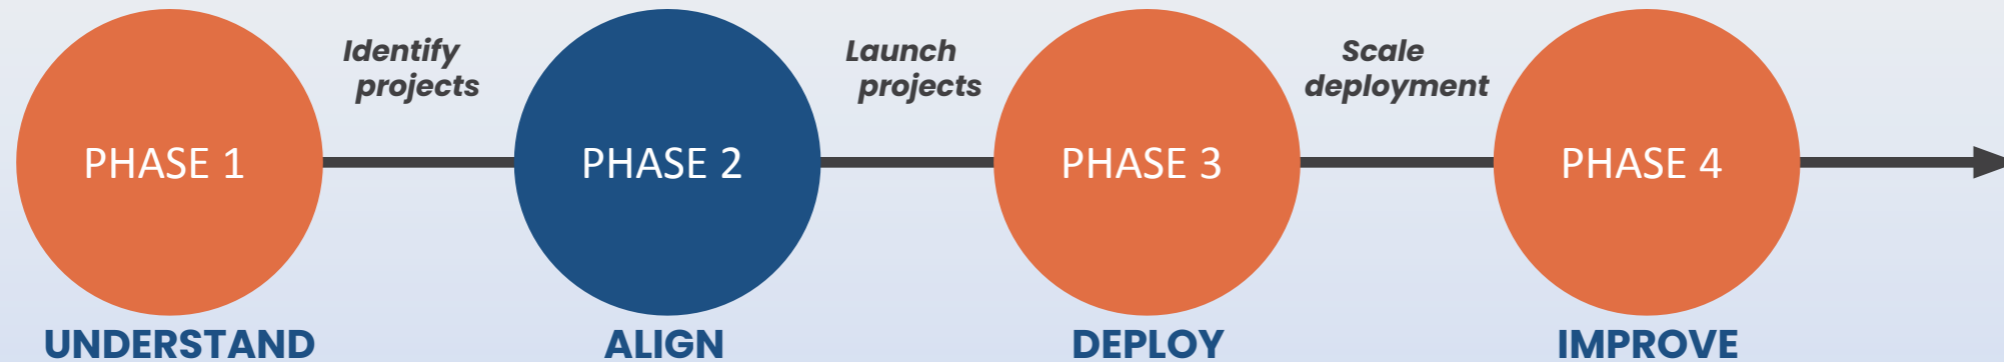 Identify
projects
Launch
projects
Scale
deployment
PHASE 1
PHASE 2
PHASE 3
PHASE 4
UNDERSTAND
ALIGN
DEPLOY
IMPROVE